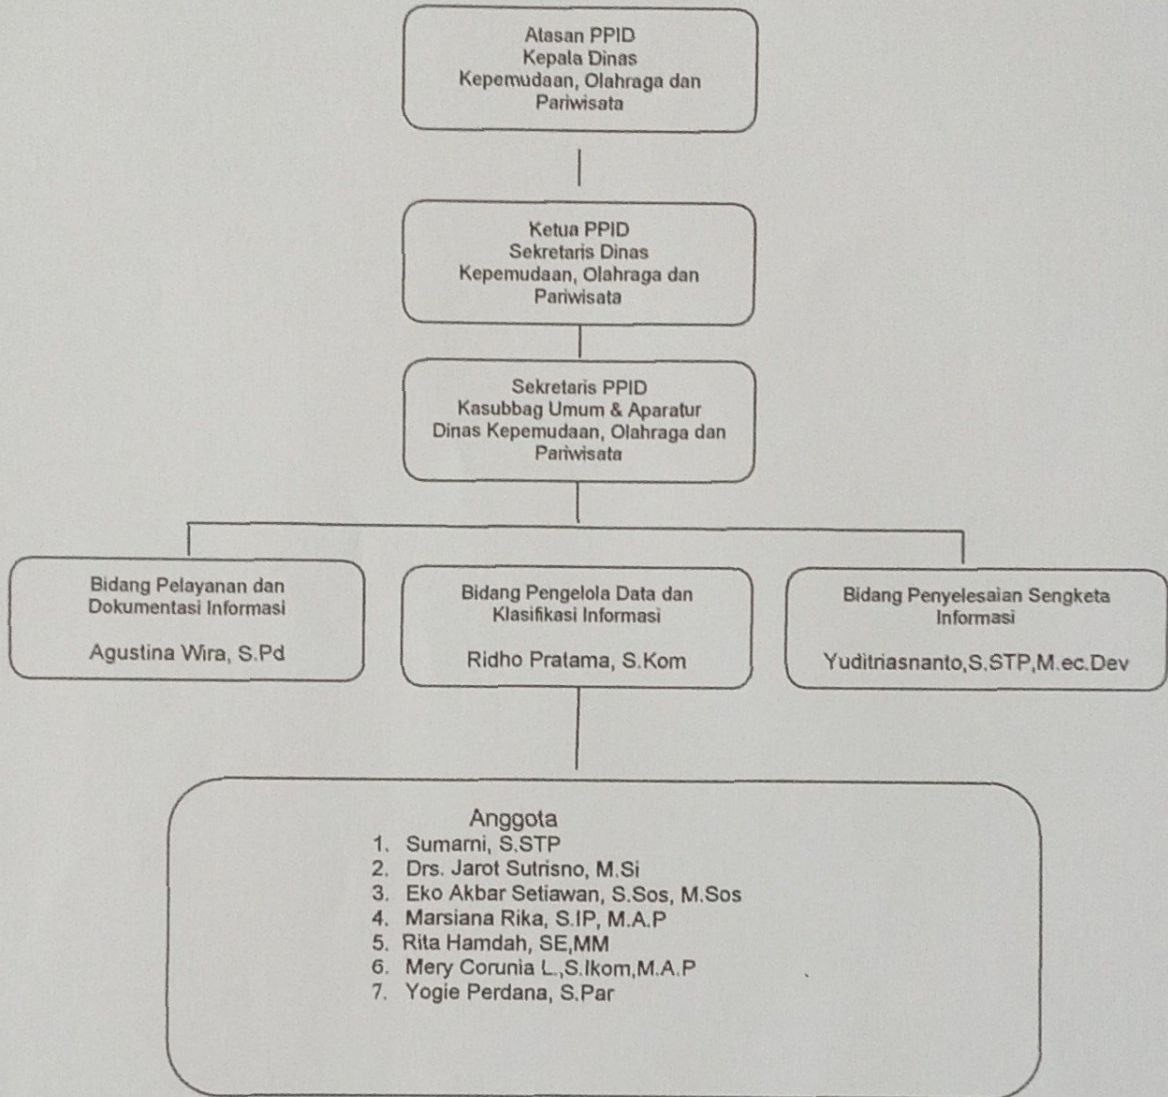 Atasan PPID
Kepala Dinas
Kepemudaan, Olahraga dan
Pariwisata
Ketua PPID
Sekretaris Dinas
Kepemudaan, Olahraga dan
Pariwisata
Sekretaris PPID
Kasubbag Umum & Aparatur
Dinas Kepemudaan, Olahraga dan
Pariwisata
Bidang Pelayanan dan
Dokumentasi Informasi
Agustina Wira, S.Pd
Bidang Pengelola Data dan
Klasifikasi Informasi
Ridho Pratama, S.Kom
Bidang Penyelesaian Sengketa
Informasi
Yuditriasnanto,S.STP,M.ec.Dev
Anggota
1. Sumarni, S.STP
2. Drs. Jarot Sutrisno, M.Si
3. Eko Akbar Setiawan, S.Sos, M.Sos
4. Marsiana Rika, S.IP, M.A.P
5. Rita Hamdah, SE,MM
6. Mery Corunia L.,S.Ikom,M.A.P
7. Yogie Perdana, S.Par